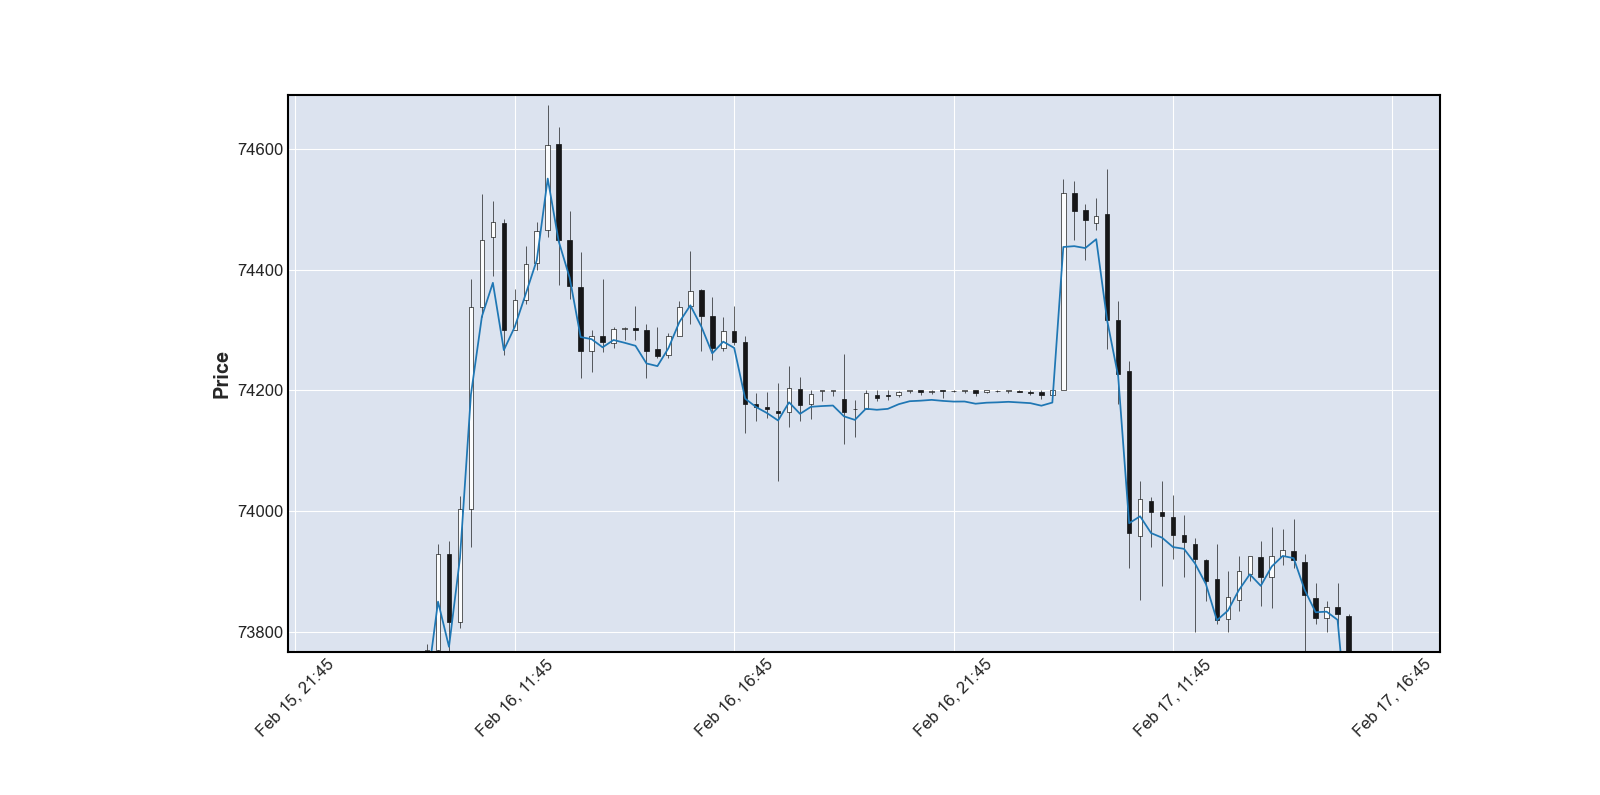 Price
74600
74400
74200
74000
73800
Feb 15, 21:45
Feb 16, 11:45
Feb 16, 16:45
Feb 16, 21:45
Feb 17, 11:45
Feb 17, 16:45